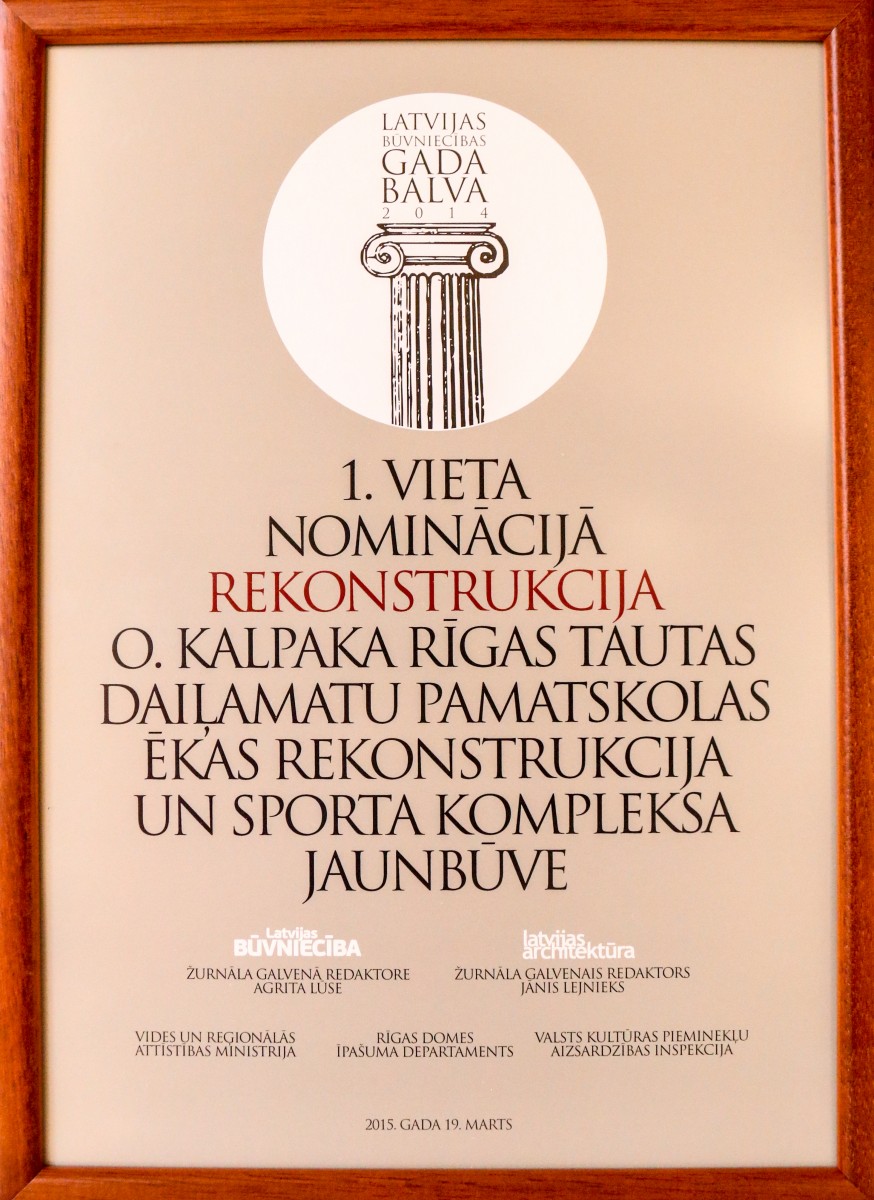 LATVIJAS
BŪVNIECĪBAS
GADA
BALVA
2014
1. VIETA
NOMINĀCIJĀ
REKONSTRUKCIJA
O. KALPAKA RĪGAS TAUTAS
DAIĻAMATU PAMATSKOLAS
ĒKAS REKONSTRUKCIJA
UN SPORTA KOMPLEKSA
JAUNBŪVE
Latvijas
BŪVNIECĪBA
ŽURNĀLA GALVENĀ REDAKTORE
AGRITA LŪSE
latvijas
architektūra
ŽURNĀLA GALVENAIS REDAKTORS
JĀNIS LEJNIEKS
VIDES UN REĢIONĀLĀS
ATTĪSTĪBAS MINISTRIJA
RĪGAS DOMES
ĪPAŠUMA DEPARTAMENTS
VALSTS KULTŪRAS PIEMINEKĻU
AIZSARDZĪBAS INSPEKCIJA
2015. GADA 19. MARTS